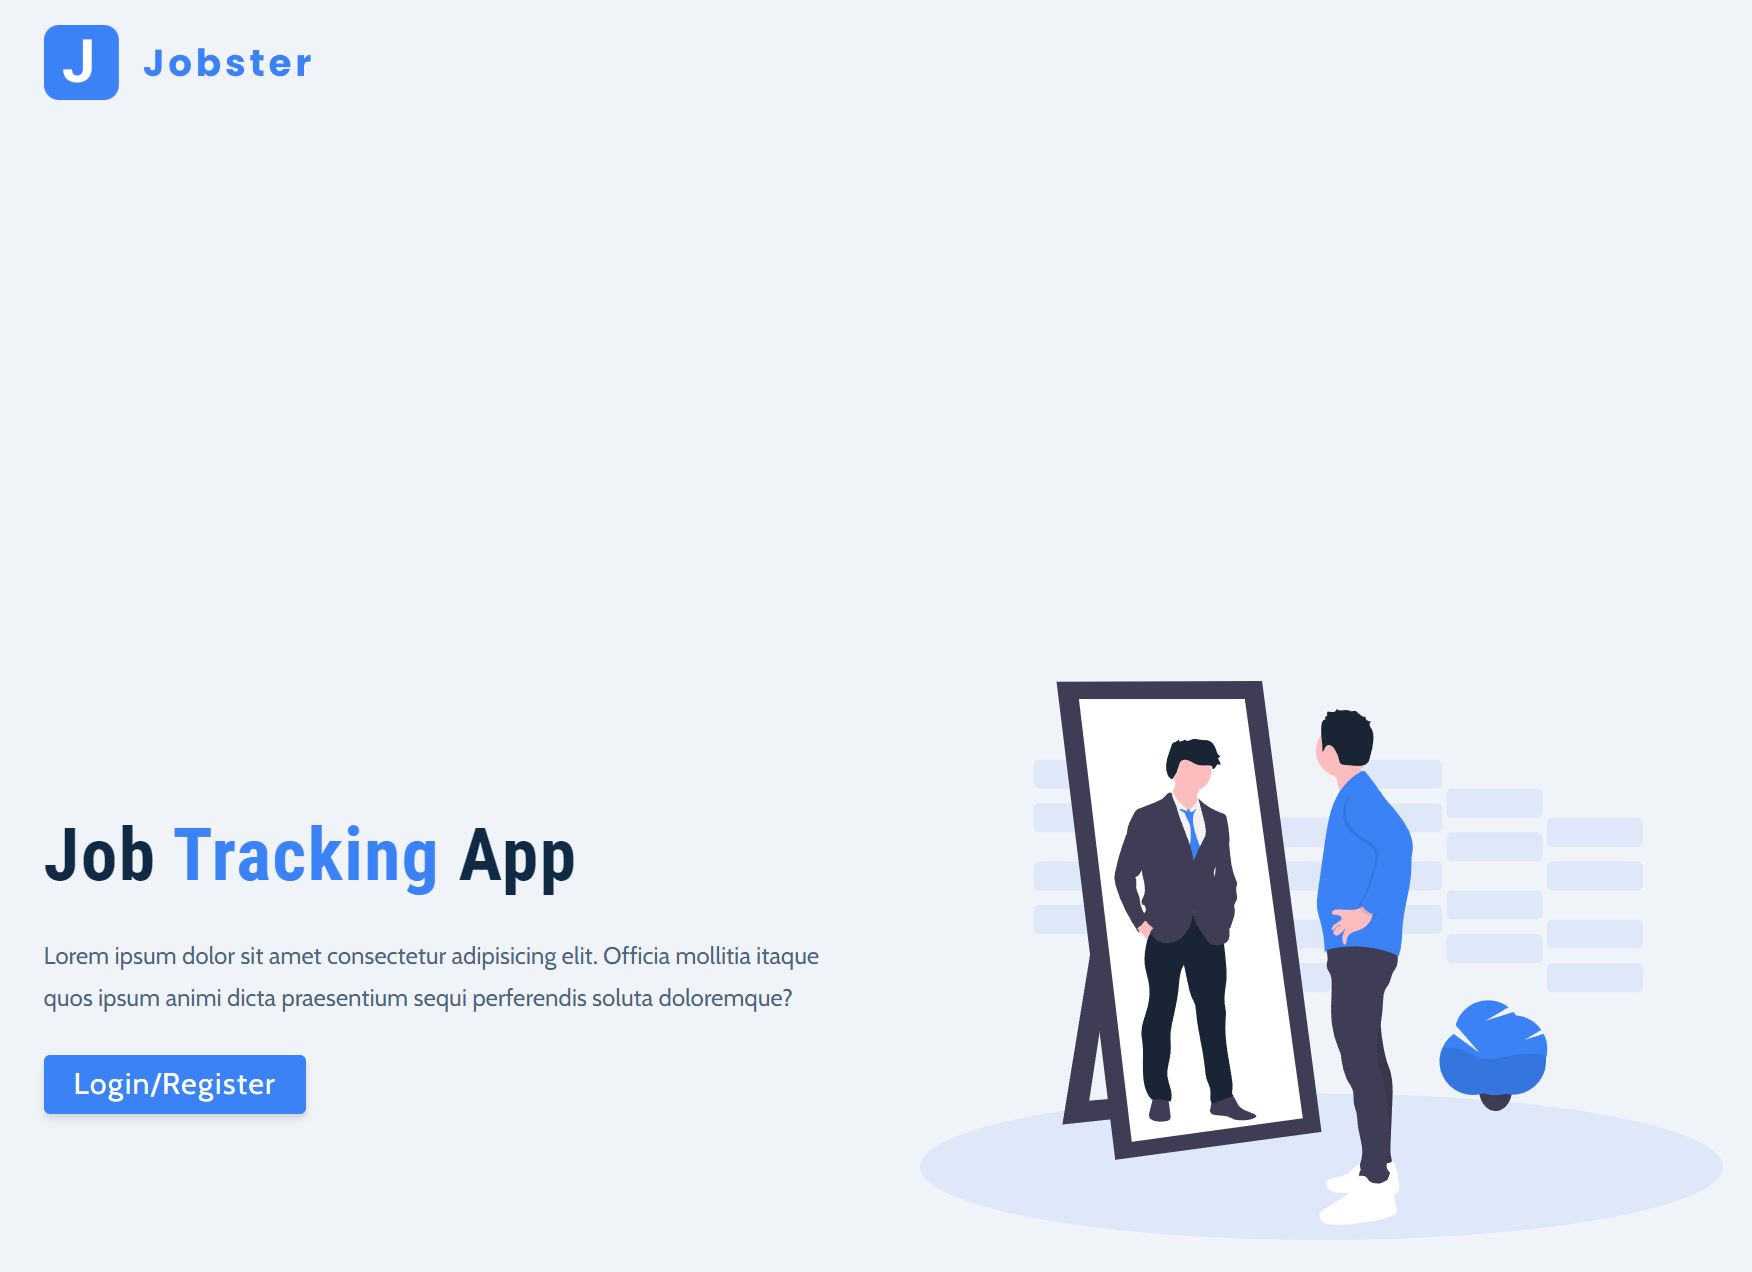 J Jobster
Job Tracking App
Lorem ipsum dolor sit amet consectetur adipisicing elit. Officia mollitia itaque
quos ipsum animi dicta praesentium sequi perferendis soluta doloremque?
Login/Register